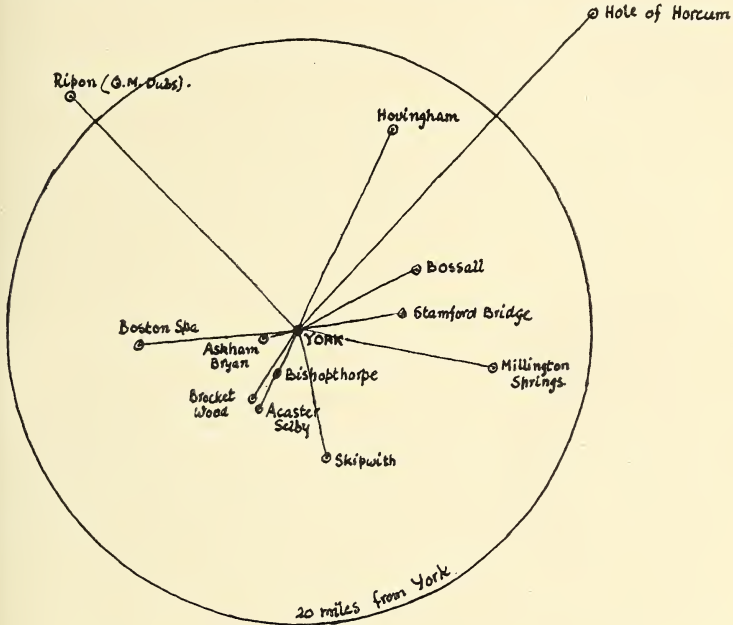 Hole of Horcum
Ripon (O.M. Dubs).
Hovingham
Bossall
Stamford Bridge
Boston Spa
YORK
Askham
Bryan
Millington
Springs.
Bishopthorpe
Brocket
Wood
Acaster
Selby
Skipwith
20 miles from York.